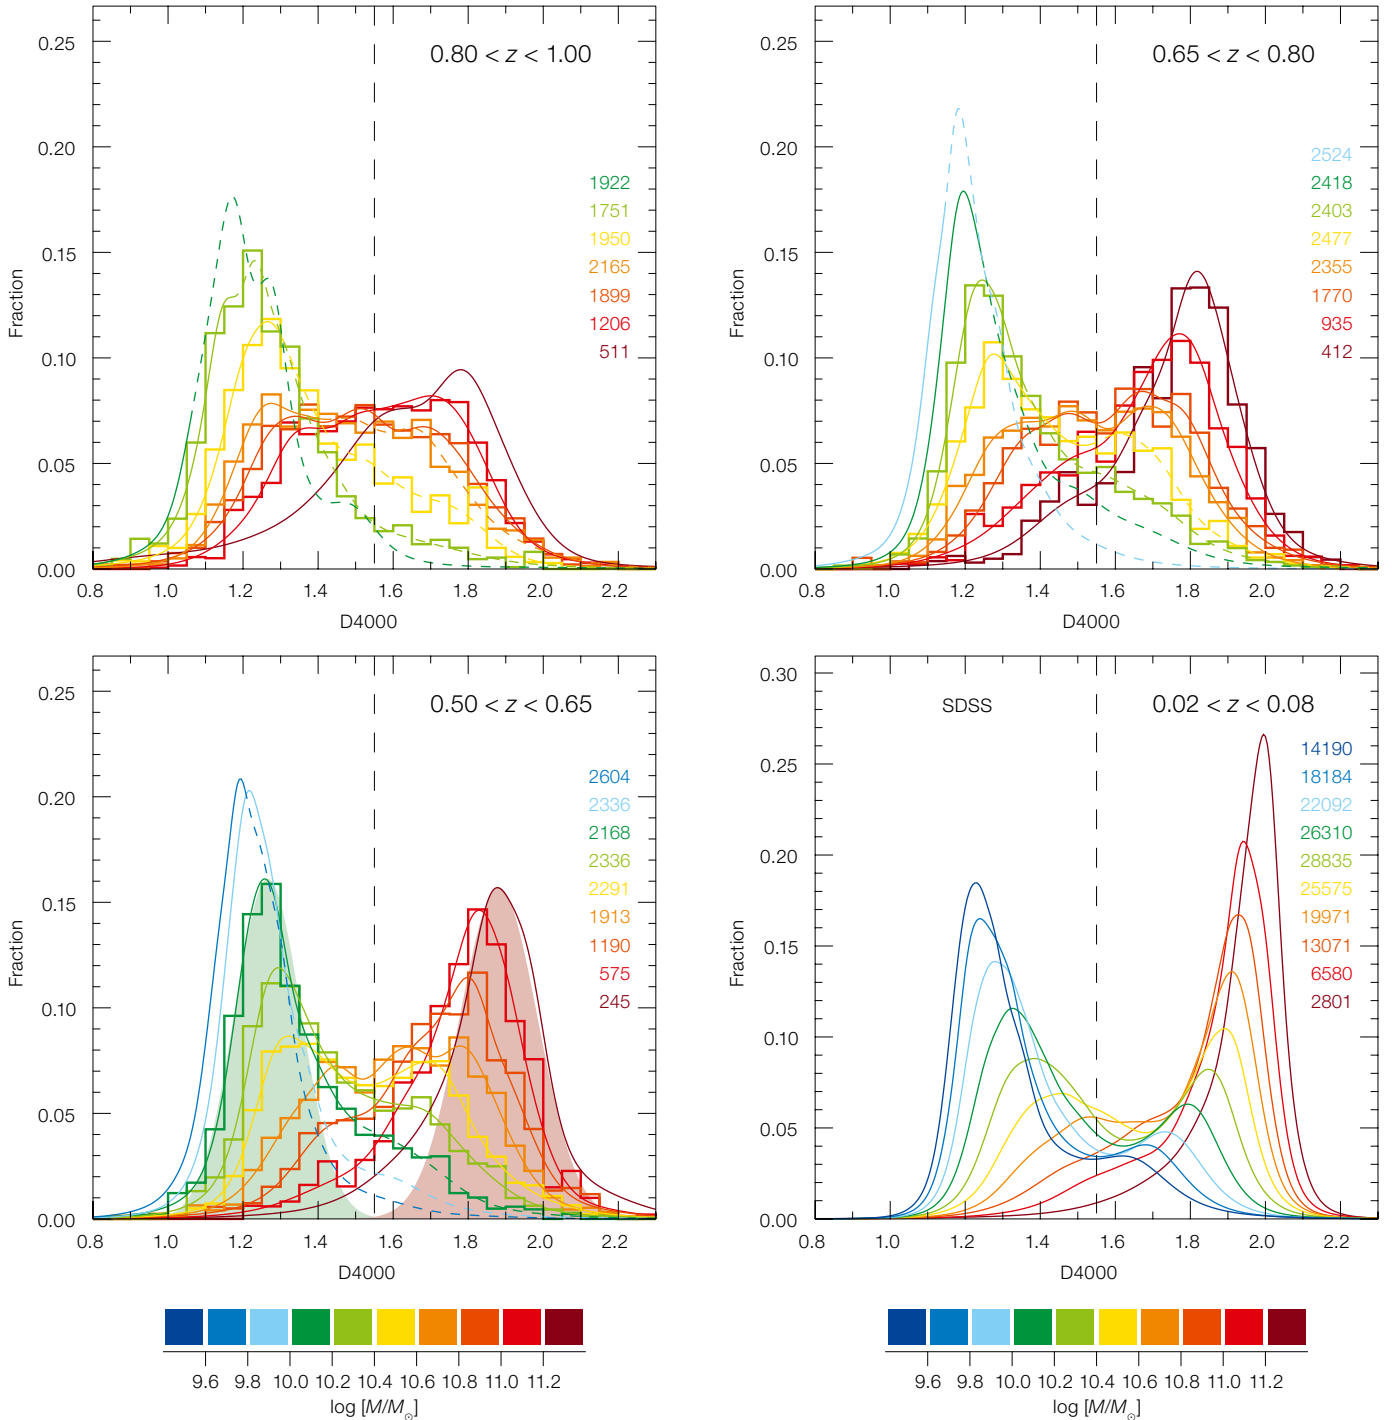 0.80 < z < 1.00
0.25
0.20
0.15
0.10
0.05
0.00
Fraction
1922
1751
1950
2165
1899
1206
511
0.8 1.0 1.2 1.4 1.6 1.8 2.0 2.2
D4000
0.65 < z < 0.80
0.25
0.20
0.15
0.10
0.05
0.00
Fraction
2524
2418
2403
2477
2355
1770
935
412
0.8 1.0 1.2 1.4 1.6 1.8 2.0 2.2
D4000
0.50 < z < 0.65
0.25
0.20
0.15
0.10
0.05
0.00
Fraction
2604
2336
2168
2336
2291
1913
1190
575
245
0.8 1.0 1.2 1.4 1.6 1.8 2.0 2.2
D4000
SDSS 0.02 < z < 0.08
0.30
0.25
0.20
0.15
0.10
0.05
0.00
Fraction
14190
18184
22092
26310
28835
25575
19971
13071
6580
2801
0.8 1.0 1.2 1.4 1.6 1.8 2.0 2.2
D4000
9.6 9.8 10.0 10.2 10.4 10.6 10.8 11.0 11.2
log [M/M☉]
9.6 9.8 10.0 10.2 10.4 10.6 10.8 11.0 11.2
log [M/M☉]